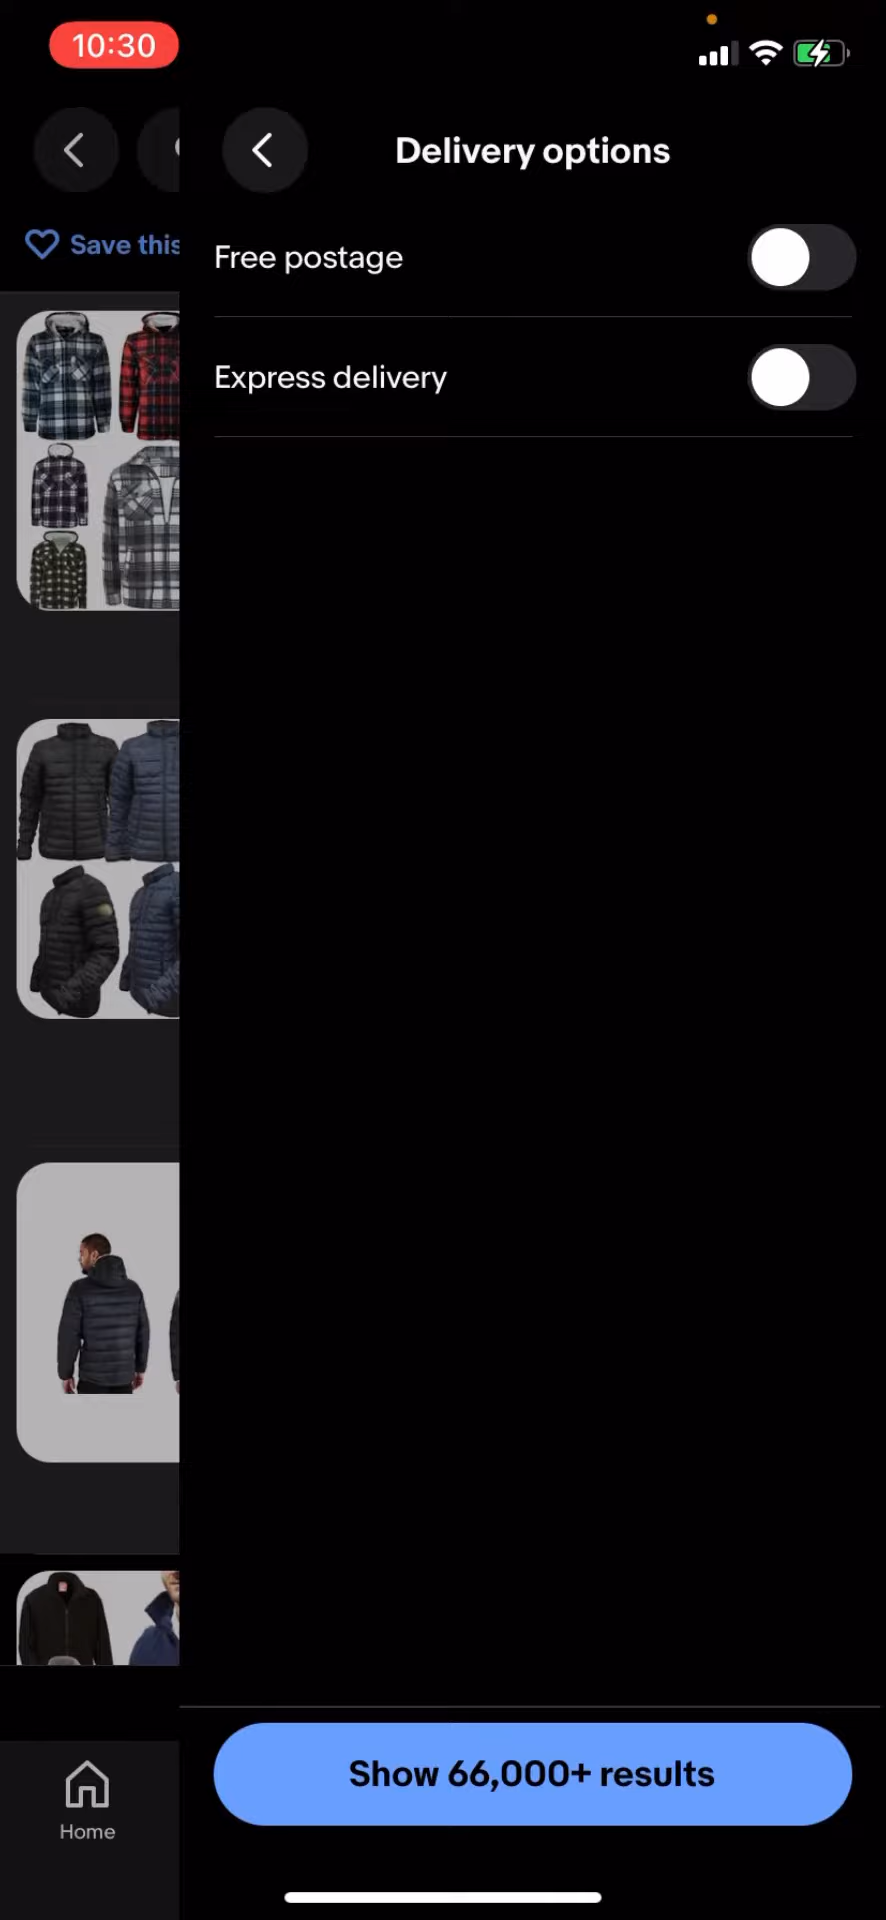 10:30
Delivery options
Save this
Free postage
Express delivery
Show 66,000+ results
Home